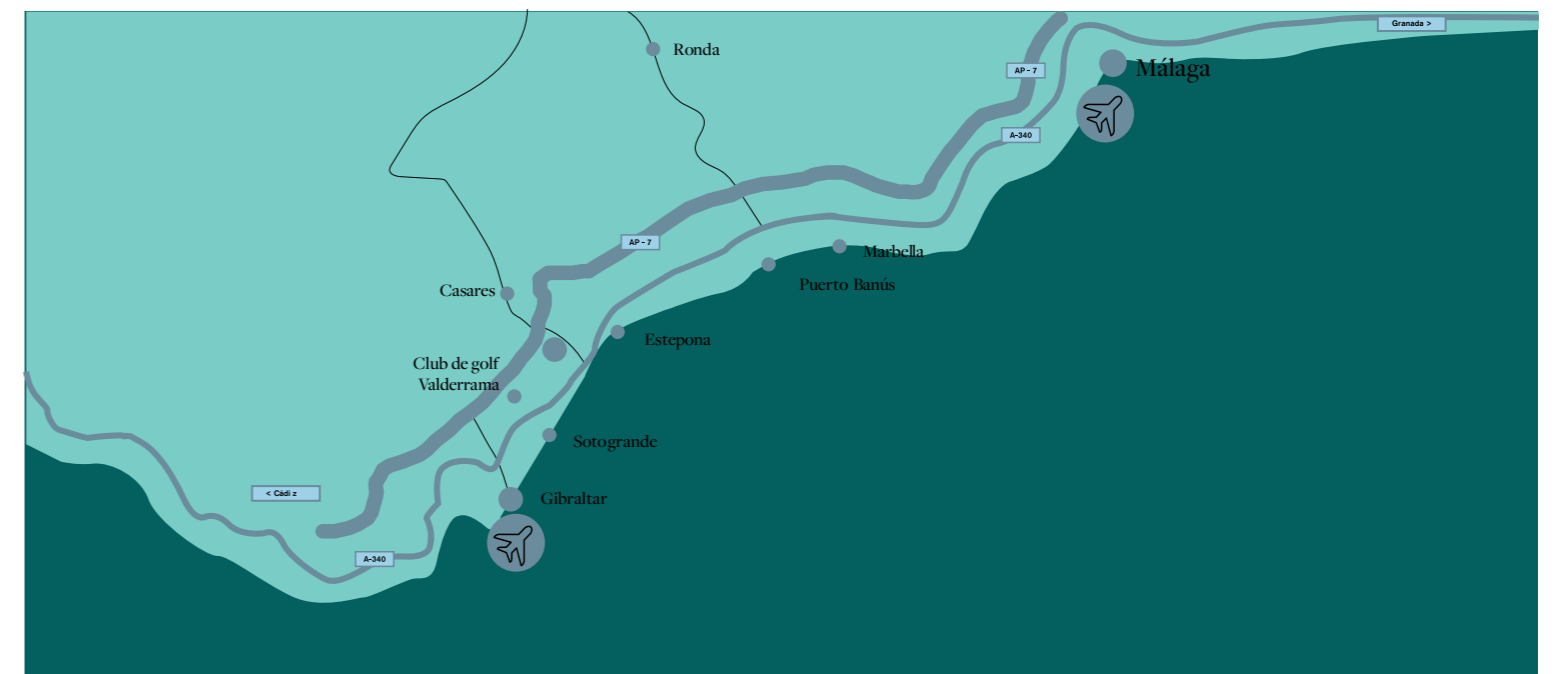 Granada >
Ronda
Málaga
AP - 7
A-340
AP - 7
Marbella
Puerto Banús
Casares
Estepona
Club de golf
Valderrama
Sotogrande
< Cádi z
Gibraltar
A-340